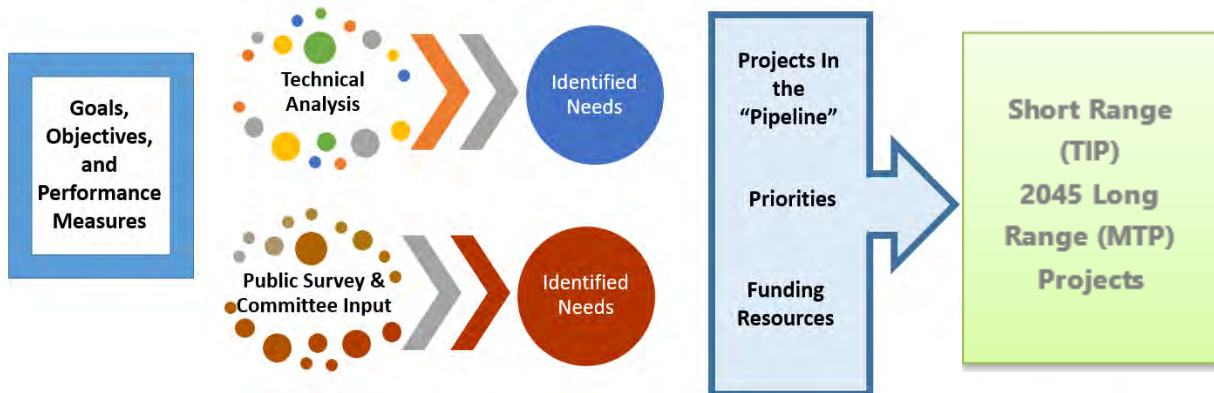 Goals,
Objectives,
and
Performance
Measures
Technical
Analysis
Identified
Needs
Public Survey &
Committee Input
Identified
Needs
Projects In
the
“Pipeline”
Priorities
Funding
Resources
Short Range
(TIP)
2045 Long
Range (MTP)
Projects